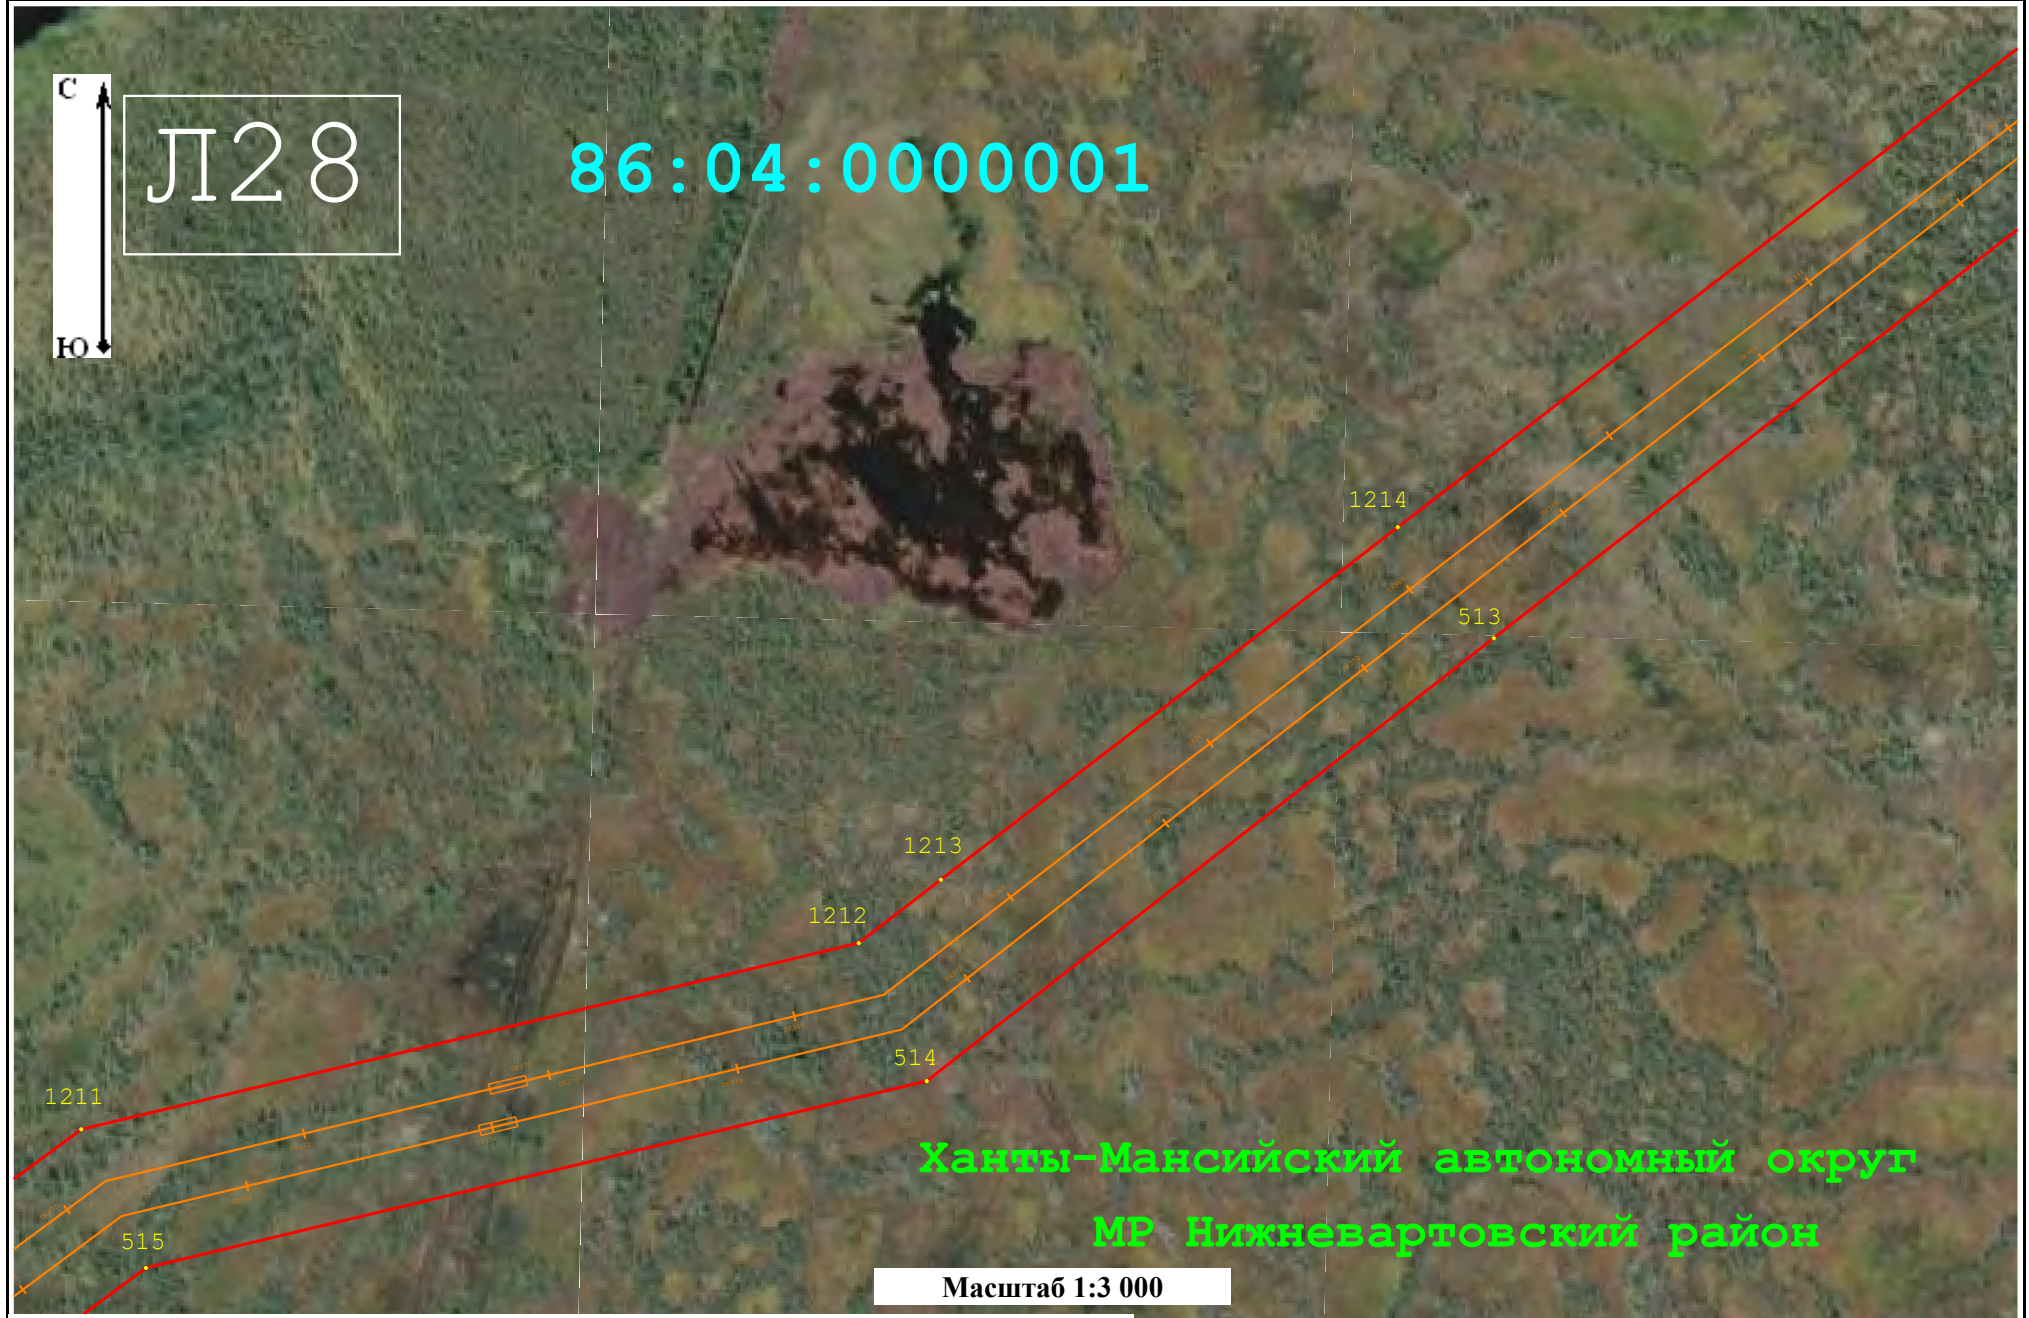 С
Л28
86:04:0000001
Ю
1214
513
1213
1212
514
1211
Ханты-Мансийский автономный округ
МР Нижневартовский район
515
Масштаб 1:3 000